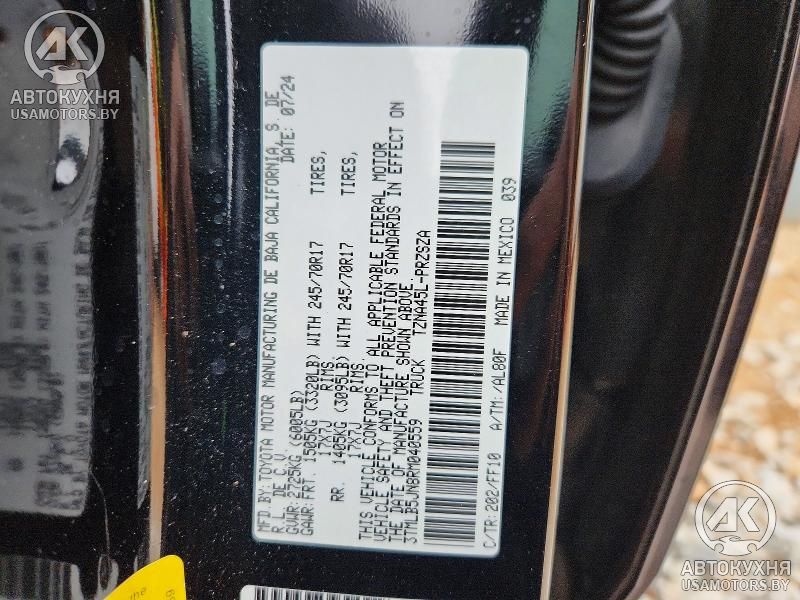 MFD.BY:TOYOTA MOTOR MANUFACTURING DE BAJA CALIFORNIA, S. DE
R. L. DE C.V. DATE: 07/24
GVWR: 2725KG (6005LB)
GAWR: FRT. 1505KG (3320LB) WITH 245/70R17 TIRES,
17X7J RIMS,
RR. 1405KG (3095LB) WITH 245/70R17 TIRES,
17X7J RIMS.
THIS VEHICLE CONFORMS TO ALL APPLICABLE FEDERAL MOTOR
VEHICLE SAFETY AND THEFT PREVENTION STANDARDS IN EFFECT ON
THE DATE OF MANUFACTURE SHOWN ABOVE.
3TMLB5JN8RM040559 TRUCK TZNA45L-PRZSZA
C/TR:202/FF10 A/TM: /AL80F MADE IN MEXICO 039
АК
АВТОКУХНЯ
USAMOTORS.BY
АК
АВТОКУХНЯ
USAMOTORS.BY
the